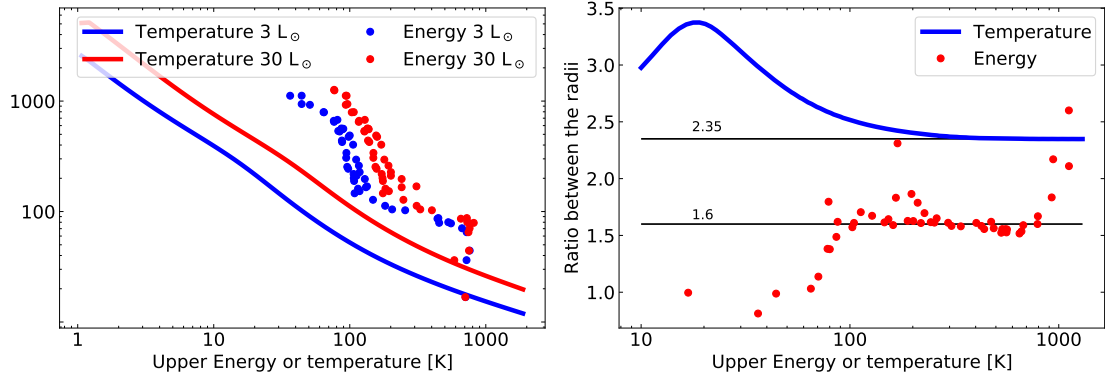 Temperature 3 L⊙
Temperature 30 L⊙
Energy 3 L⊙
Energy 30 L⊙
1000
100
1
10
100
1000
Upper Energy or temperature [K]
Ratio between the radii
3.5
3.0
2.5
2.0
1.5
1.0
Temperature
Energy
2.35
1.6
10
100
1000
Upper Energy or temperature [K]